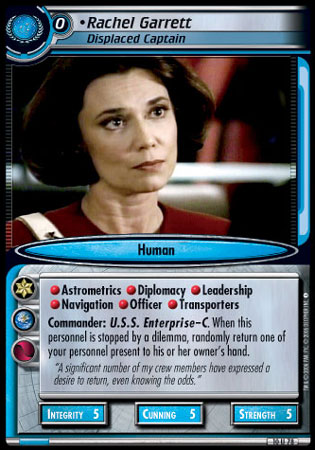 0 •Rachel Garrett
Displaced Captain
Human
Astrometrics Diplomacy Leadership
Navigation Officer Transporters
Commander: U.S.S. Enterprise-C. When this
personnel is stopped by a dilemma, randomly return one
of your personnel present to his or her owner's hand.
"A significant number of my crew members have expressed a
desire to return, even knowing the odds."
INTEGRITY 5 CUNNING 5 STRENGTH 5
10 U 78